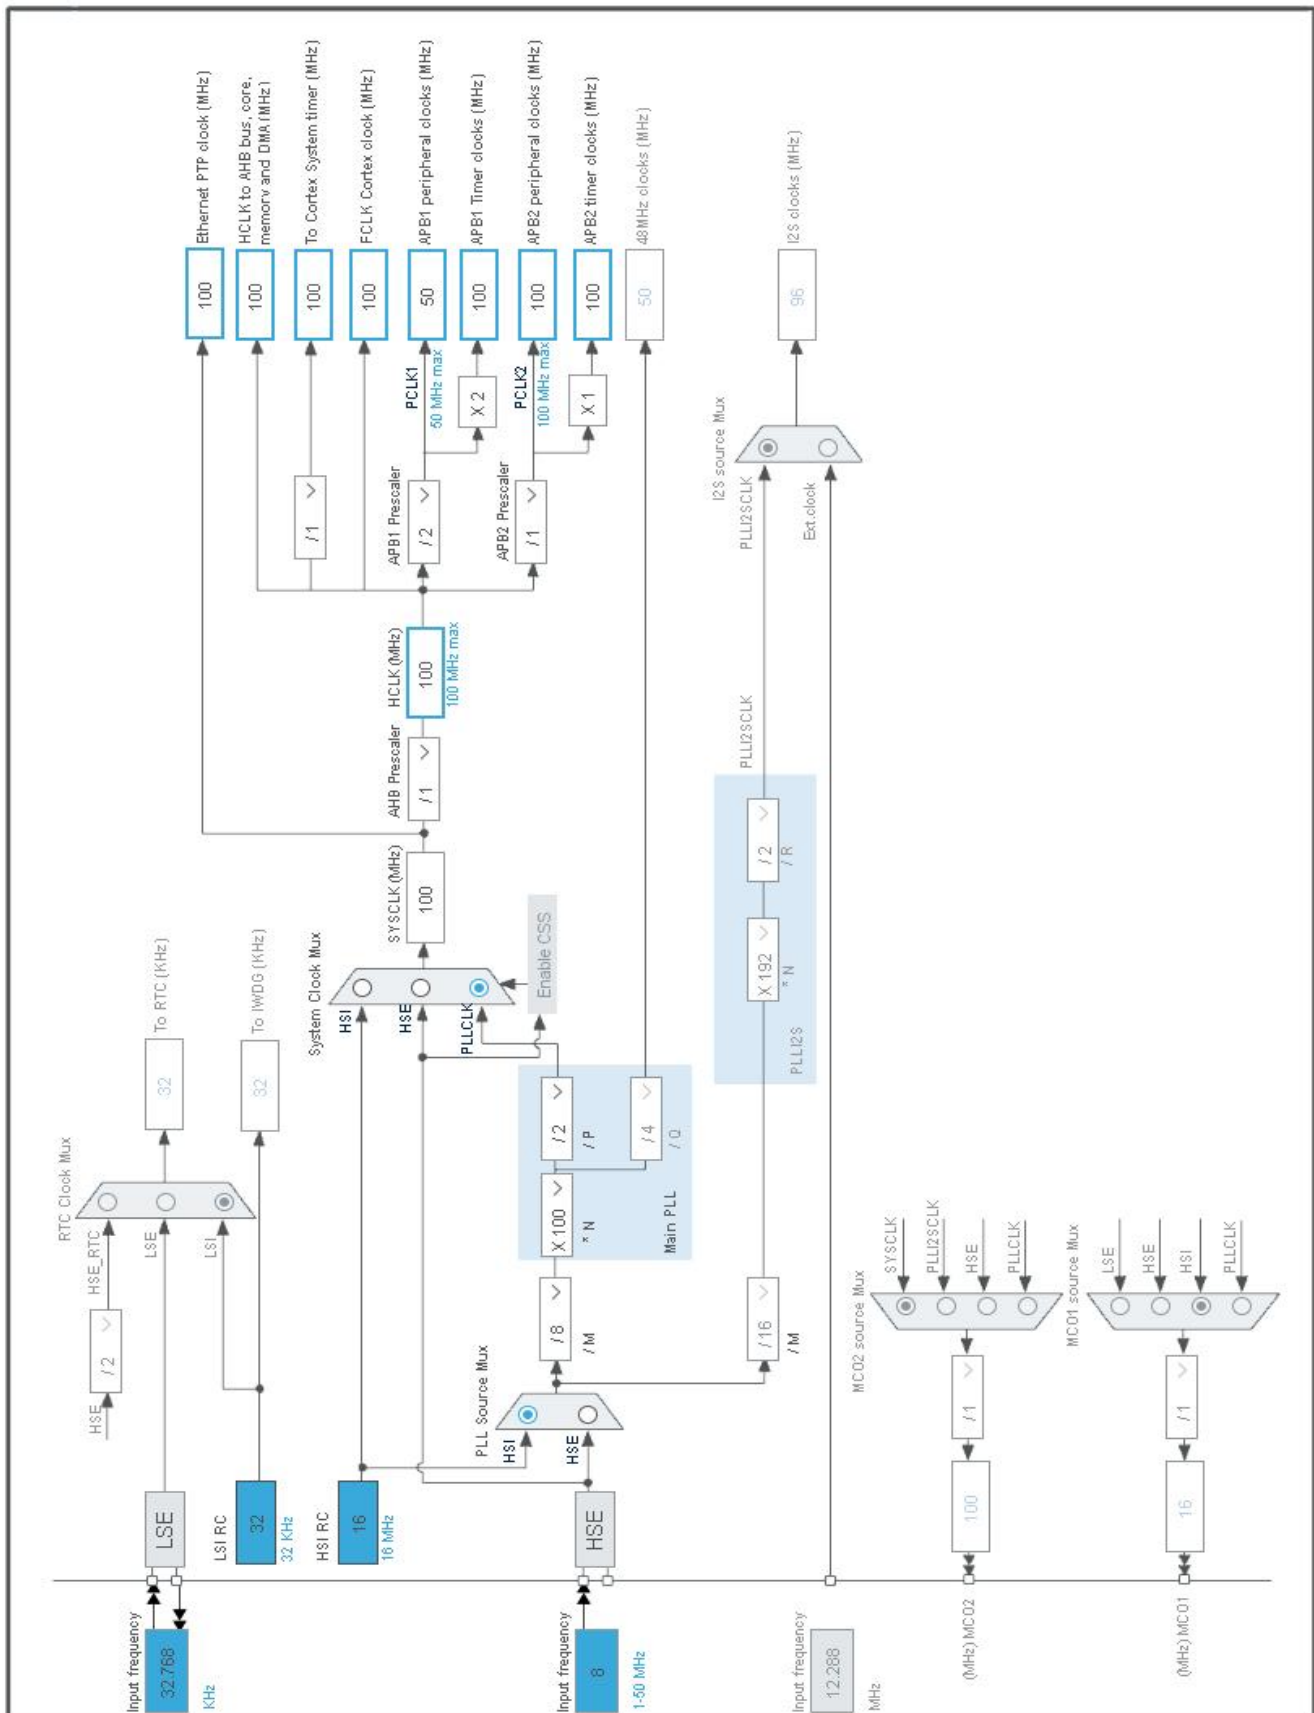 Input frequency
32.768
KHz
LSE
HSE
/ 2
HSE_RTC
LSE
LSI
RTC Clock Mux
32
To RTC (KHz)
LSI RC
32
32 KHz
32
To IWDG (KHz)
HSI RC
16
16 MHz
Input frequency
8
1-50 MHz
HSE
PLL Source Mux
HSI
HSE
/ 8
/ M
X 100
* N
/ 2
/ P
/ 4
/ Q
Main PLL
System Clock Mux
HSI
HSE
PLLCLK
Enable CSS
SYSCLK (MHz)
100
AHB Prescaler
/ 1
HCLK (MHz)
100
100 MHz max
/ 1
APB1 Prescaler
/ 2
PCLK1
50 MHz max
X 2
APB2 Prescaler
/ 1
PCLK2
100 MHz max
X 1
100
Ethernet PTP clock (MHz)
100
HCLK to AHB bus, core,
memory and DMA (MHz)
100
To Cortex System timer (MHz)
100
FCLK Cortex clock (MHz)
50
APB1 peripheral clocks (MHz)
100
APB1 Timer clocks (MHz)
100
APB2 peripheral clocks (MHz)
100
APB2 timer clocks (MHz)
50
48MHz clocks (MHz)
/ 16
/ M
PLLI2S
X 192
* N
/ 2
/ R
PLLI2SCLK
PLLI2SCLK
I2S source Mux
Ext.clock
96
I2S clocks (MHz)
Input frequency
12.288
MHz
(MHz) MCO2
100
/ 1
MCO2 source Mux
SYSCLK
PLLI2SCLK
HSE
PLLCLK
(MHz) MCO1
16
/ 1
MCO1 source Mux
LSE
HSE
HSI
PLLCLK